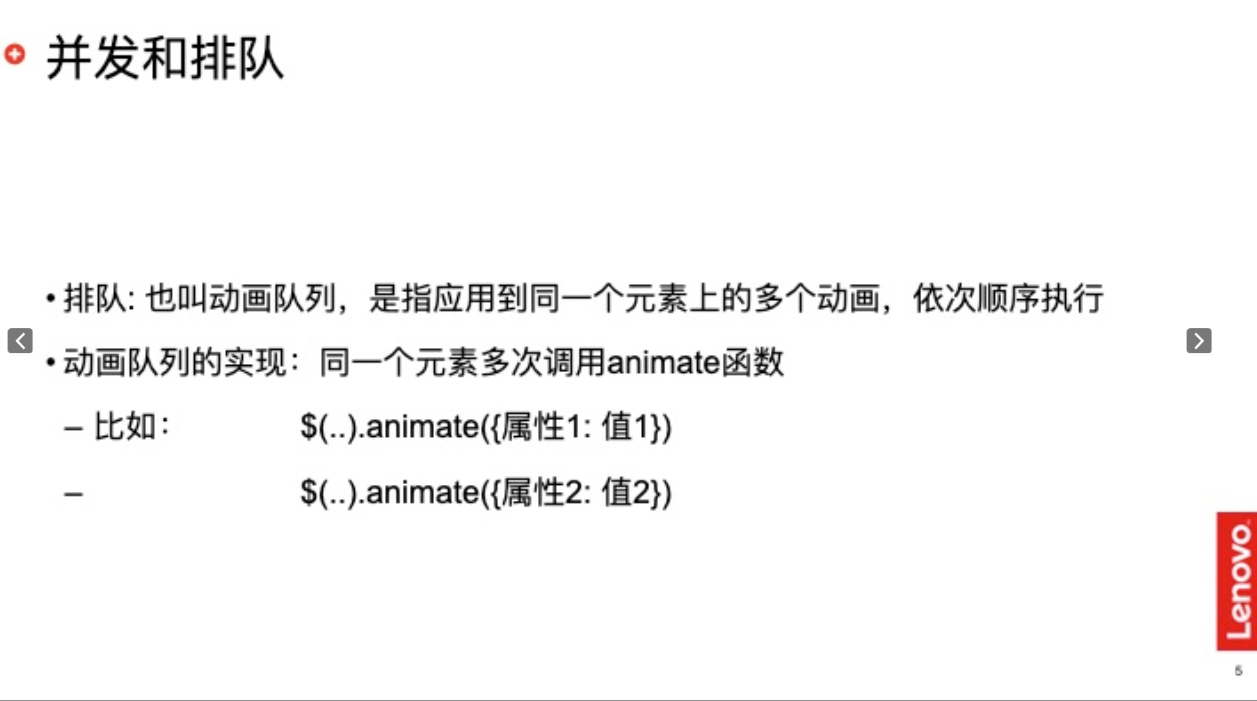 并发和排队
• 排队: 也叫动画队列，是指应用到同一个元素上的多个动画，依次顺序执行
• 动画队列的实现：同一个元素多次调用animate函数
– 比如： $(..).animate({属性1: 值1})
– $(..).animate({属性2: 值2})
Lenovo
5